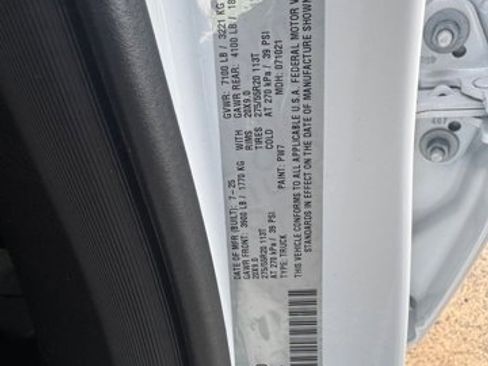 DATE OF MFR (BUILT): 7-25 GVWR: 7100 LB / 3221 KG
GAWR FRONT: 3900 LB / 1770 KG WITH GAWR REAR: 4100 LB / 18
20X9.0 RIMS 20X9.0
275/55R20 113T TIRES 275/55R20 113T
AT 270 kPa / 39 PSI COLD AT 270 kPa / 39 PSI
TYPE: TRUCK PAINT: PW7 MDH: 071021
THIS VEHICLE CONFORMS TO ALL APPLICABLE U.S.A. FEDERAL MOTOR V
STANDARDS IN EFFECT ON THE DATE OF MANUFACTURE SHOWN